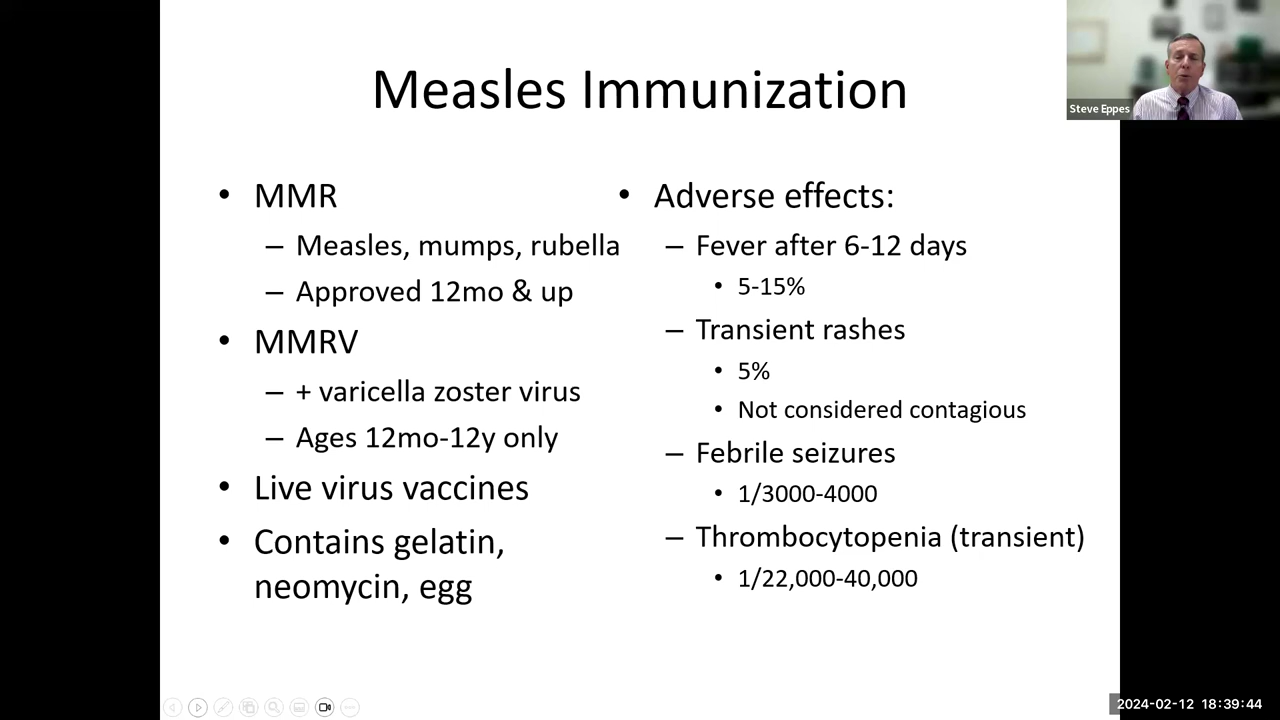 Measles Immunization
Steve Eppes
• MMR
– Measles, mumps, rubella
– Approved 12mo & up
• MMRV
– + varicella zoster virus
– Ages 12mo-12y only
• Live virus vaccines
• Contains gelatin,
neomycin, egg
• Adverse effects:
– Fever after 6-12 days
• 5-15%
– Transient rashes
• 5%
• Not considered contagious
– Febrile seizures
• 1/3000-4000
– Thrombocytopenia (transient)
• 1/22,000-40,000
2024-02-12 18:39:44